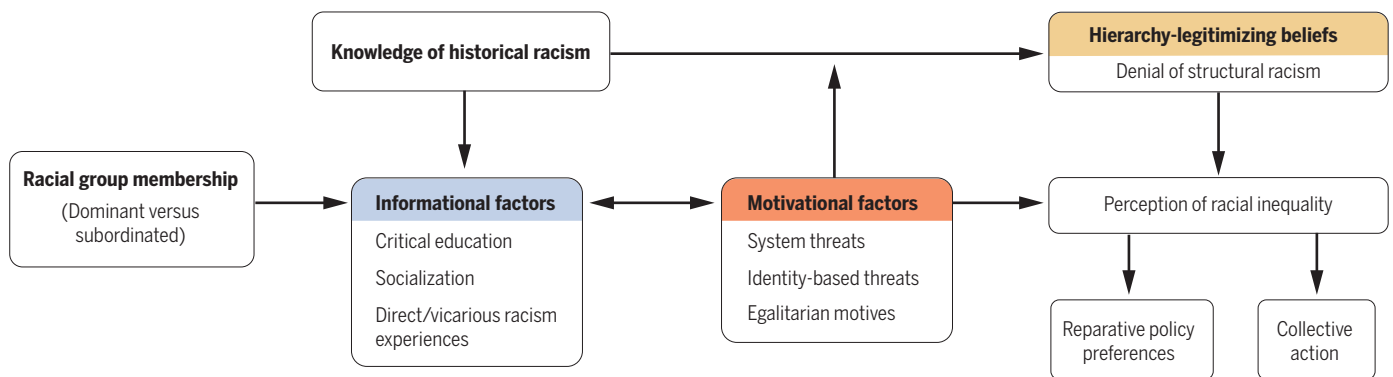 Knowledge of historical racism
Hierarchy-legitimizing beliefs
Denial of structural racism
Racial group membership
(Dominant versus
subordinated)
Informational factors
Critical education
Socialization
Direct/vicarious racism
experiences
Motivational factors
System threats
Identity-based threats
Egalitarian motives
Perception of racial inequality
Reparative policy
preferences
Collective
action